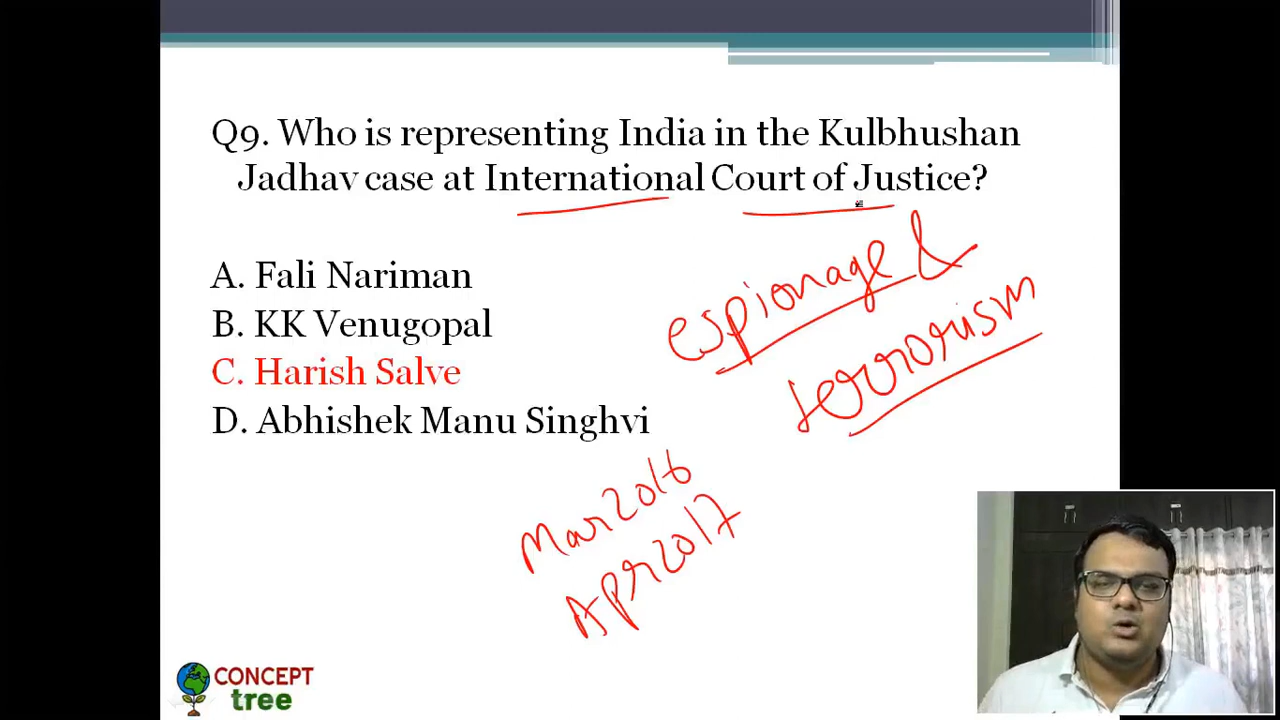 Q9. Who is representing India in the Kulbhushan
Jadhav case at International Court of Justice?
A. Fali Nariman
B. KK Venugopal
C. Harish Salve
D. Abhishek Manu Singhvi
espionage &
terrorism
Mar 2016
Apr 2017
CONCEPT
tree